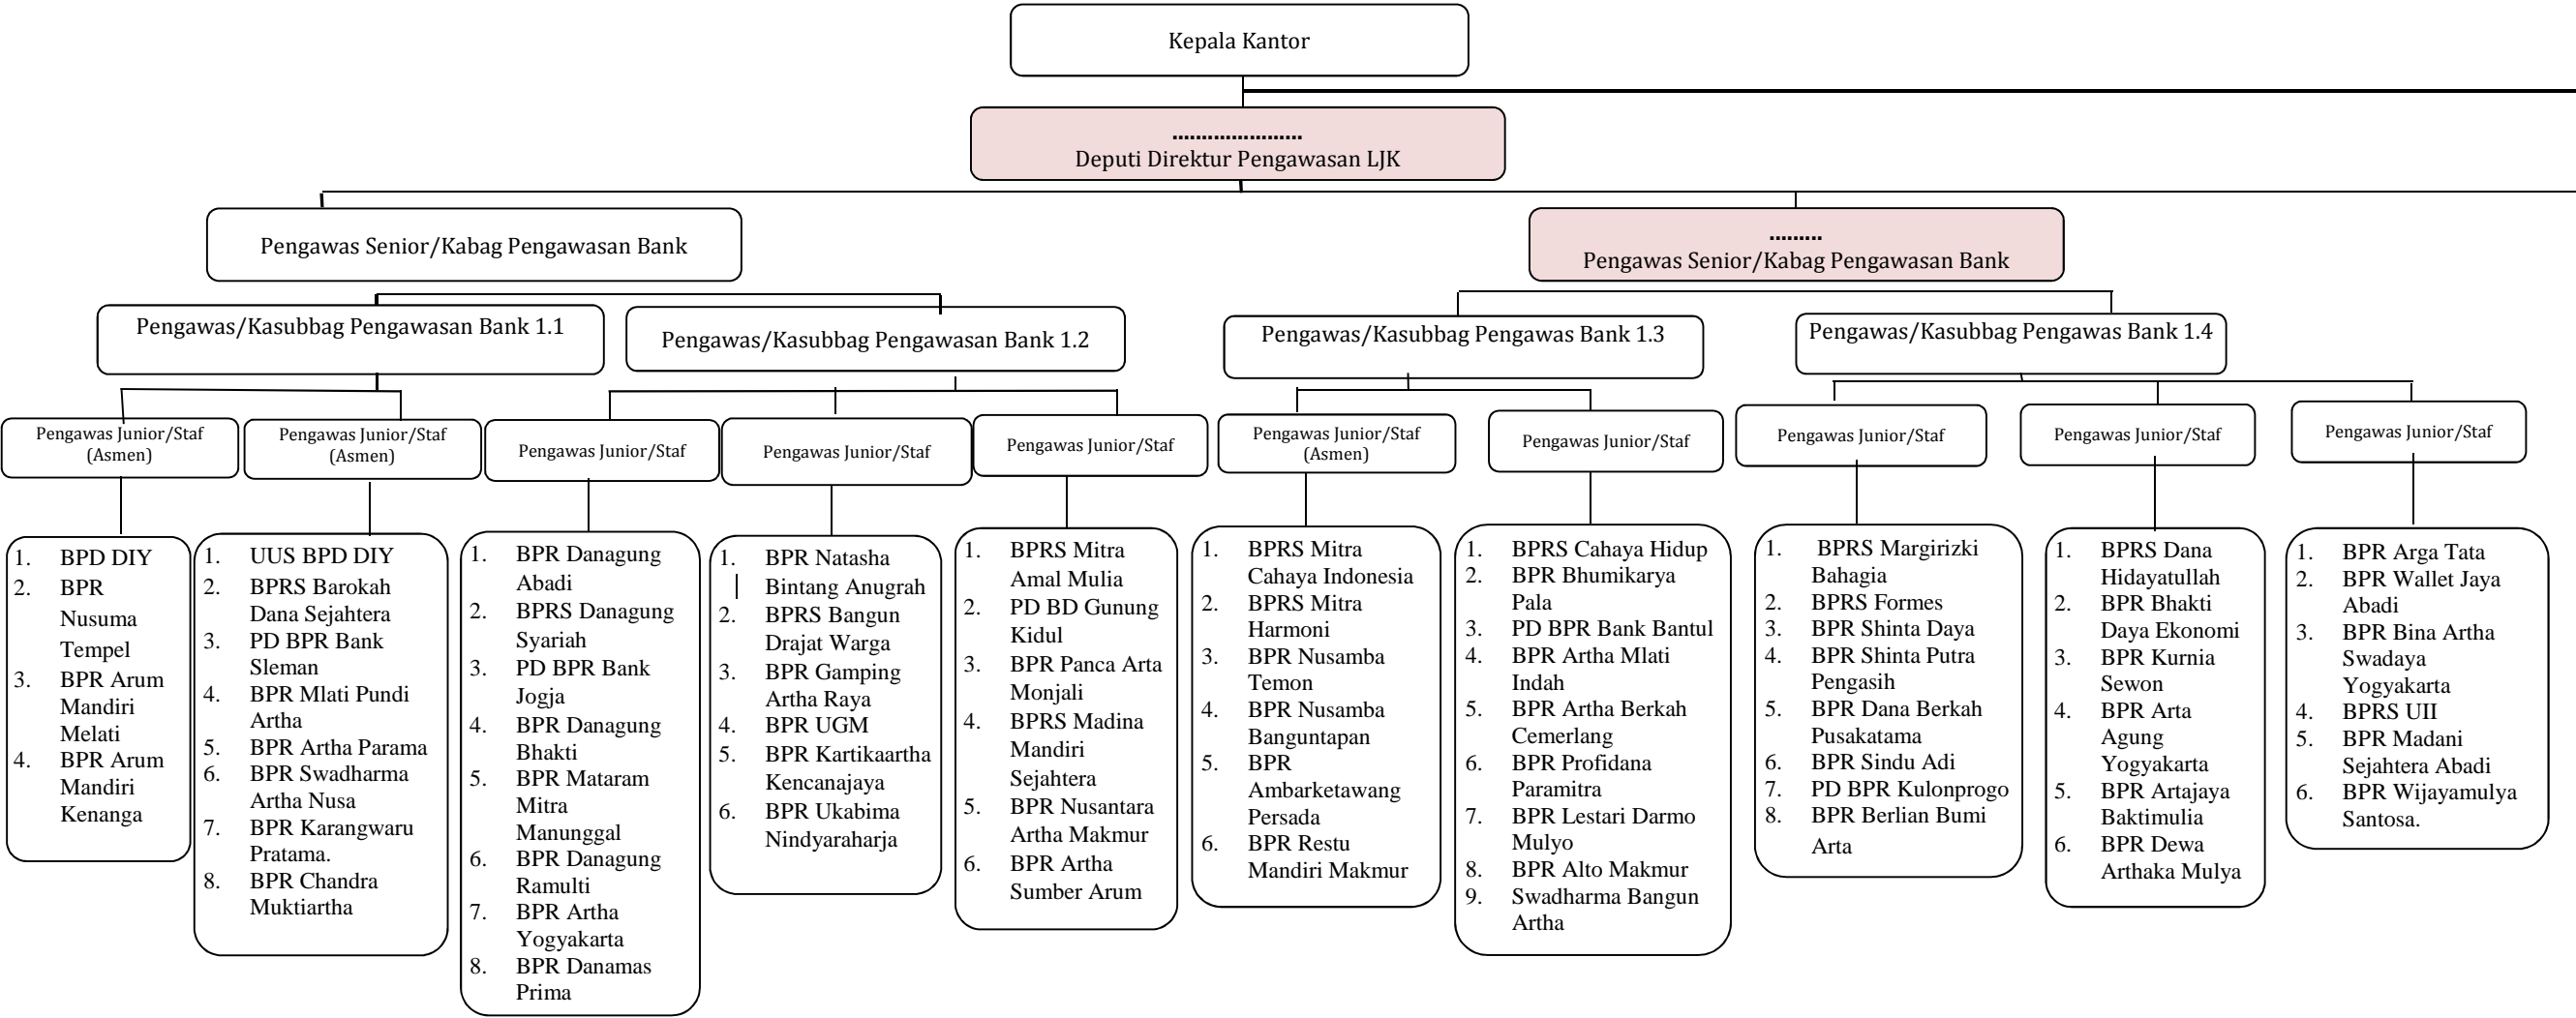 Kepala Kantor
......................
Deputi Direktur Pengawasan LJK
Pengawas Senior/Kabag Pengawasan Bank
.........
Pengawas Senior/Kabag Pengawasan Bank
Pengawas/Kasubbag Pengawasan Bank 1.1
Pengawas/Kasubbag Pengawasan Bank 1.2
Pengawas/Kasubbag Pengawas Bank 1.3
Pengawas/Kasubbag Pengawas Bank 1.4
Pengawas Junior/Staf
(Asmen)
Pengawas Junior/Staf
(Asmen)
Pengawas Junior/Staf
Pengawas Junior/Staf
Pengawas Junior/Staf
Pengawas Junior/Staf
(Asmen)
Pengawas Junior/Staf
Pengawas Junior/Staf
Pengawas Junior/Staf
Pengawas Junior/Staf
1. BPD DIY
2. BPR
Nusuma
Tempel
3. BPR Arum
Mandiri
Melati
4. BPR Arum
Mandiri
Kenanga
1. UUS BPD DIY
2. BPRS Barokah
Dana Sejahtera
3. PD BPR Bank
Sleman
4. BPR Mlati Pundi
Artha
5. BPR Artha Parama
6. BPR Swadharma
Artha Nusa
7. BPR Karangwaru
Pratama.
8. BPR Chandra
Muktiartha
1. BPR Danagung
Abadi
2. BPRS Danagung
Syariah
3. PD BPR Bank
Jogja
4. BPR Danagung
Bhakti
5. BPR Mataram
Mitra
Manunggal
6. BPR Danagung
Ramulti
7. BPR Artha
Yogyakarta
8. BPR Danamas
Prima
1. BPR Natasha
Bintang Anugrah
2. BPRS Bangun
Drajat Warga
3. BPR Gamping
Artha Raya
4. BPR UGM
5. BPR Kartikaartha
Kencanajaya
6. BPR Ukabima
Nindyaraharja
1. BPRS Mitra
Amal Mulia
2. PD BD Gunung
Kidul
3. BPR Panca Arta
Monjali
4. BPRS Madina
Mandiri
Sejahtera
5. BPR Nusantara
Artha Makmur
6. BPR Artha
Sumber Arum
1. BPRS Mitra
Cahaya Indonesia
2. BPRS Mitra
Harmoni
3. BPR Nusamba
Temon
4. BPR Nusamba
Banguntapan
5. BPR
Ambarketawang
Persada
6. BPR Restu
Mandiri Makmur
1. BPRS Cahaya Hidup
2. BPR Bhumikarya
Pala
3. PD BPR Bank Bantul
4. BPR Artha Mlati
Indah
5. BPR Artha Berkah
Cemerlang
6. BPR Profidana
Paramitra
7. BPR Lestari Darmo
Mulyo
8. BPR Alto Makmur
9. Swadharma Bangun
Artha
1. BPRS Margirizki
Bahagia
2. BPRS Formes
3. BPR Shinta Daya
4. BPR Shinta Putra
Pengasih
5. BPR Dana Berkah
Pusakatama
6. BPR Sindu Adi
7. PD BPR Kulonprogo
8. BPR Berlian Bumi
Arta
1. BPRS Dana
Hidayatullah
2. BPR Bhakti
Daya Ekonomi
3. BPR Kurnia
Sewon
4. BPR Arta
Agung
Yogyakarta
5. BPR Artajaya
Baktimulia
6. BPR Dewa
Arthaka Mulya
1. BPR Arga Tata
2. BPR Wallet Jaya
Abadi
3. BPR Bina Artha
Swadaya
Yogyakarta
4. BPRS UII
5. BPR Madani
Sejahtera Abadi
6. BPR Wijayamulya
Santosa.